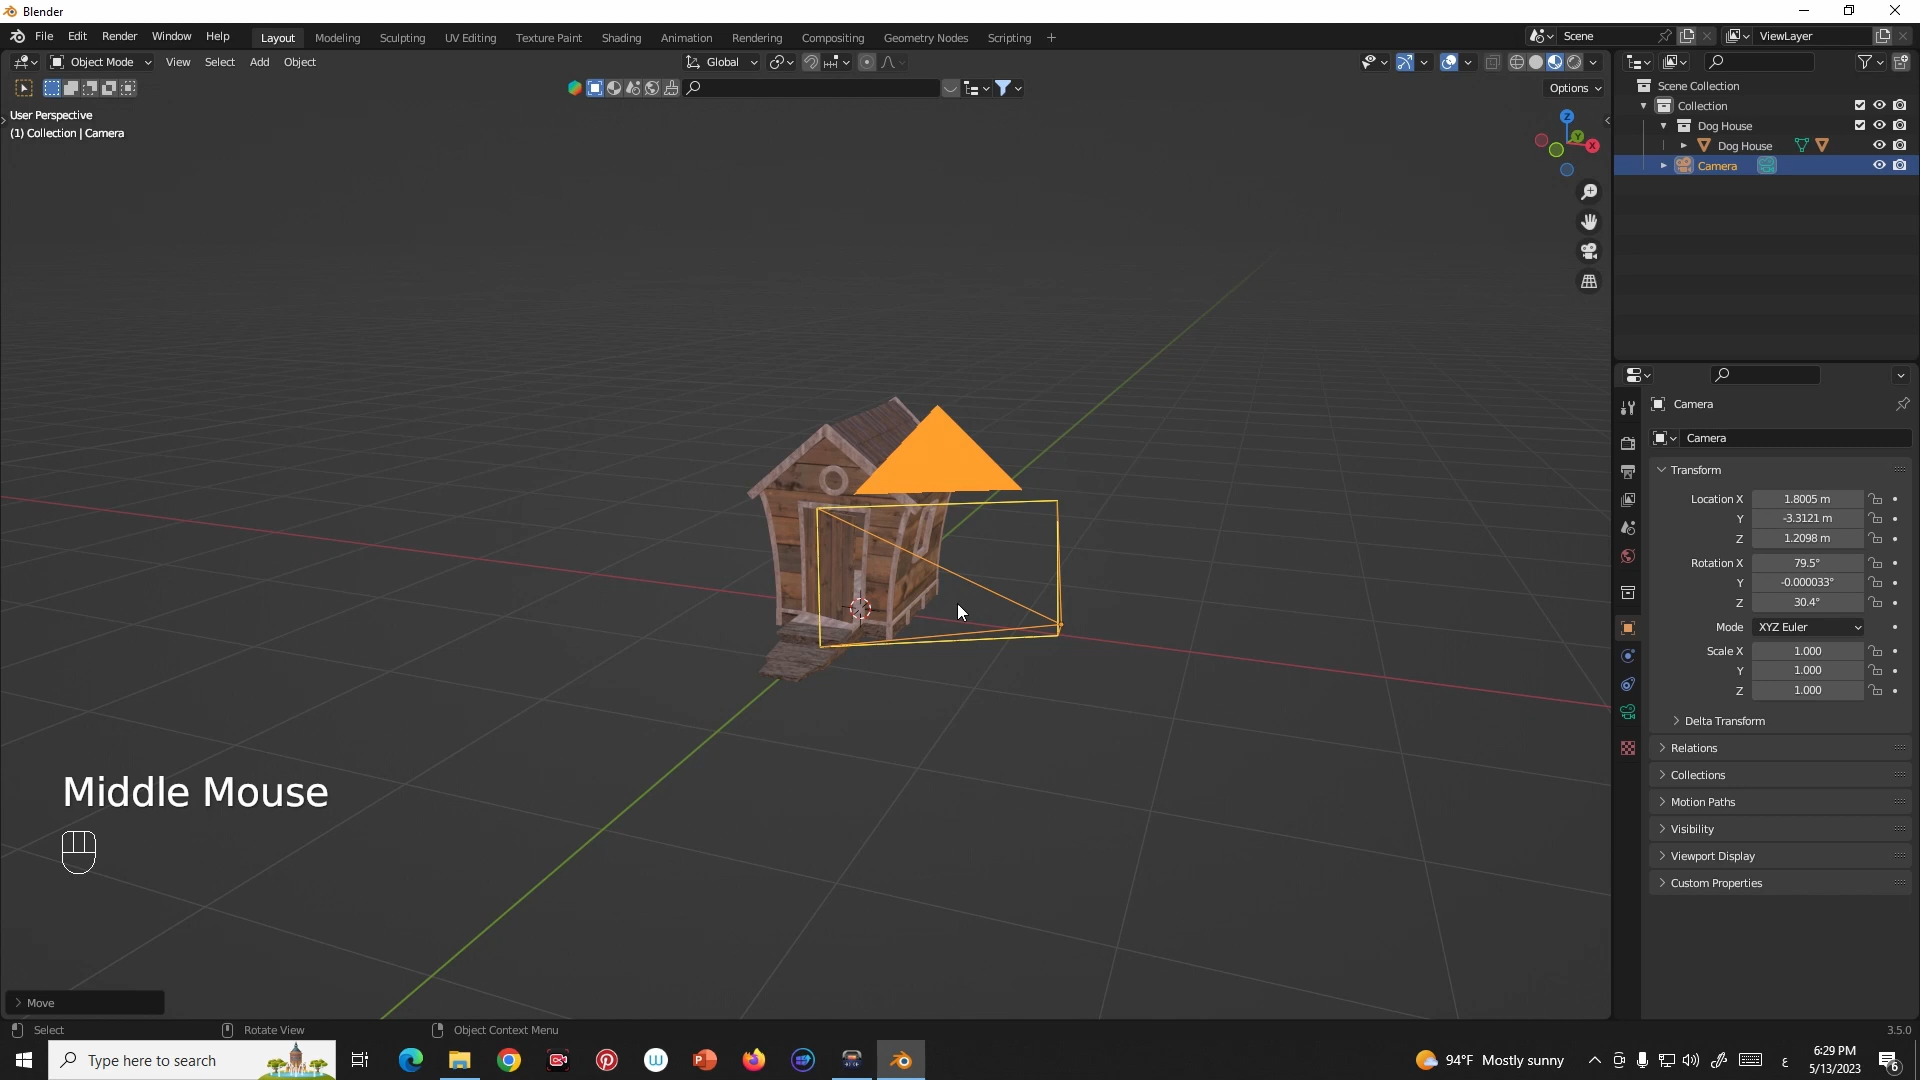 Blender
File Edit Render Window Help Layout Modeling Sculpting UV Editing Texture Paint Shading Animation Rendering Compositing Geometry Nodes Scripting + Scene ViewLayer
Object Mode View Select Add Object Global
Options
User Perspective
(1) Collection | Camera
Z
Y
X
Scene Collection
Collection
Dog House
Dog House
Camera
Camera
Camera
Transform
Location X 1.8005 m
Y -3.3121 m
Z 1.2098 m
Rotation X 79.5°
Y -0.000033°
Z 30.4°
Mode XYZ Euler
Scale X 1.000
Y 1.000
Z 1.000
Delta Transform
Relations
Collections
Motion Paths
Visibility
Viewport Display
Custom Properties
Middle Mouse
Move
Select Rotate View Object Context Menu 3.5.0
Type here to search
94°F Mostly sunny
ع
6:29 PM
5/13/2023
6